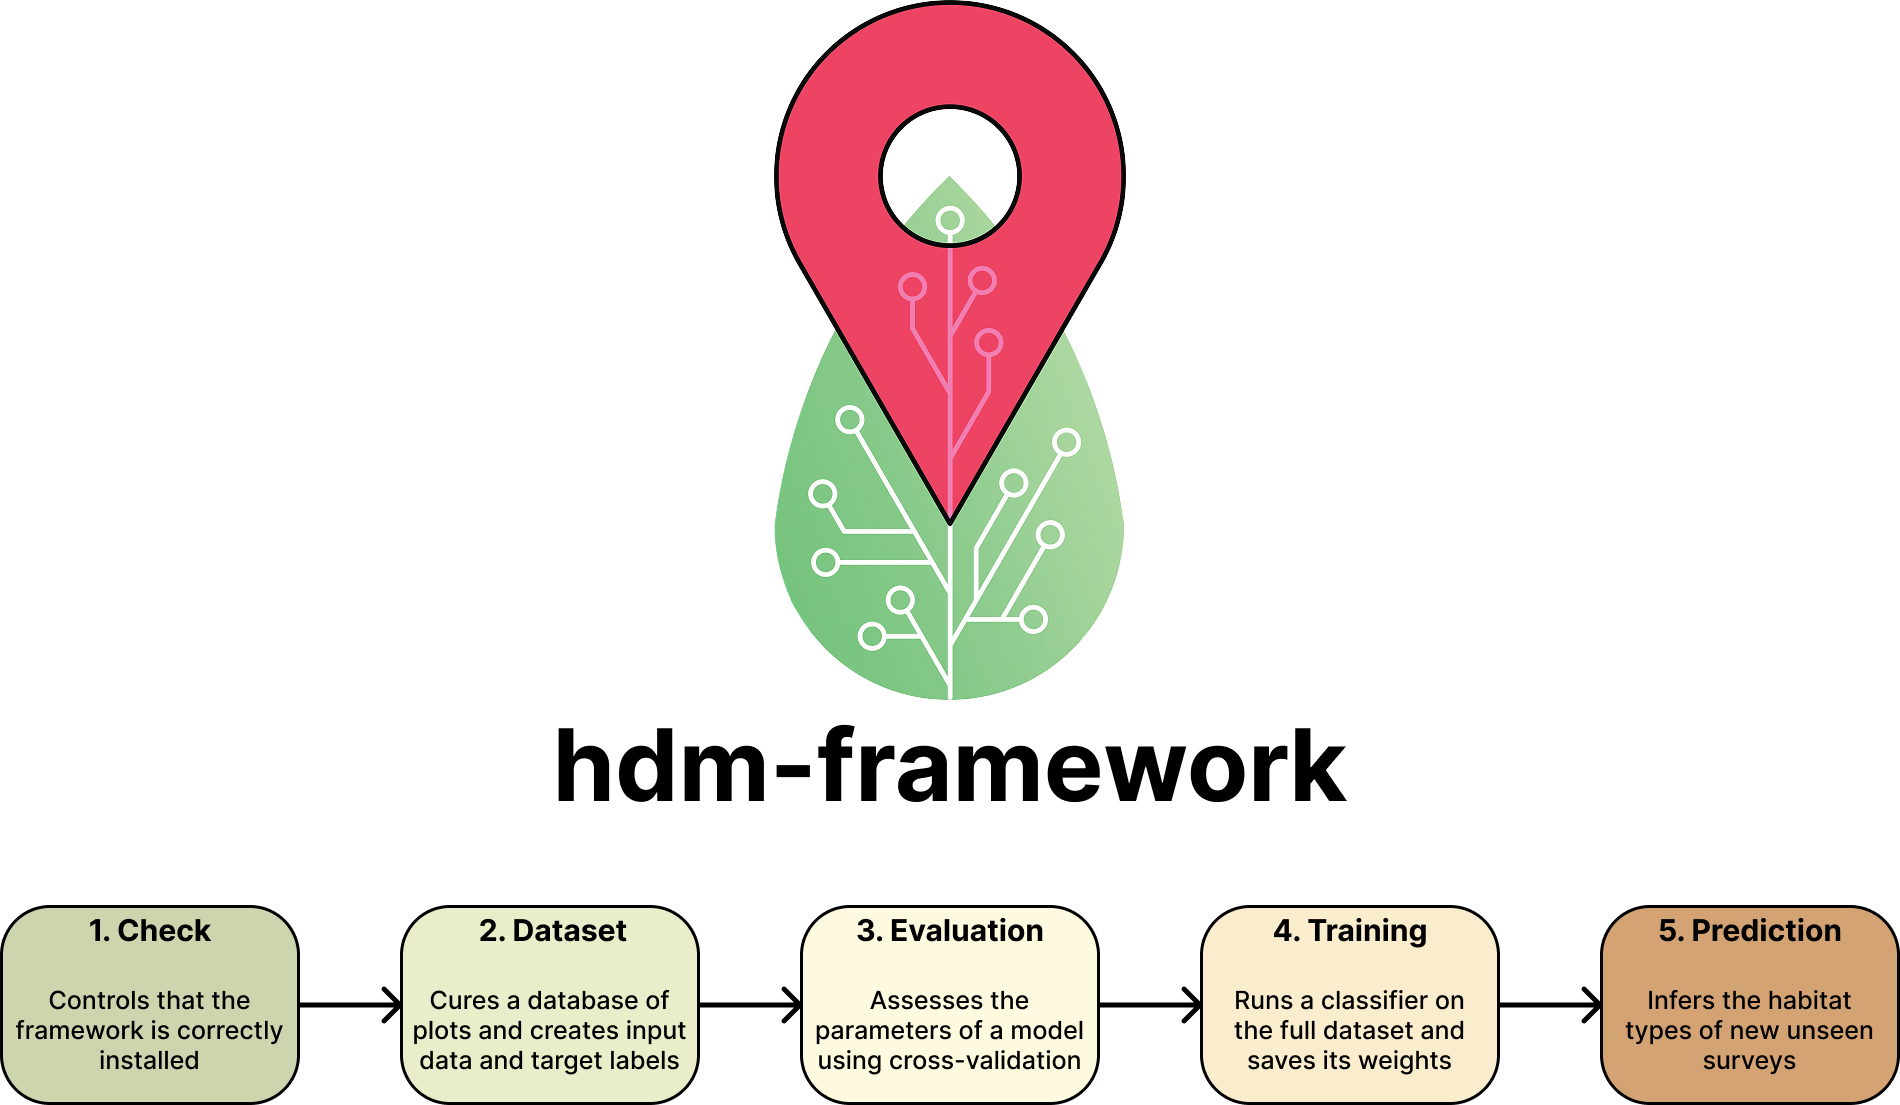 hdm-framework
1. Check
Controls that the
framework is correctly
installed
2. Dataset
Cures a database of
plots and creates input
data and target labels
3. Evaluation
Assesses the
parameters of a model
using cross-validation
4. Training
Runs a classifier on
the full dataset and
saves its weights
5. Prediction
Infers the habitat
types of new unseen
surveys